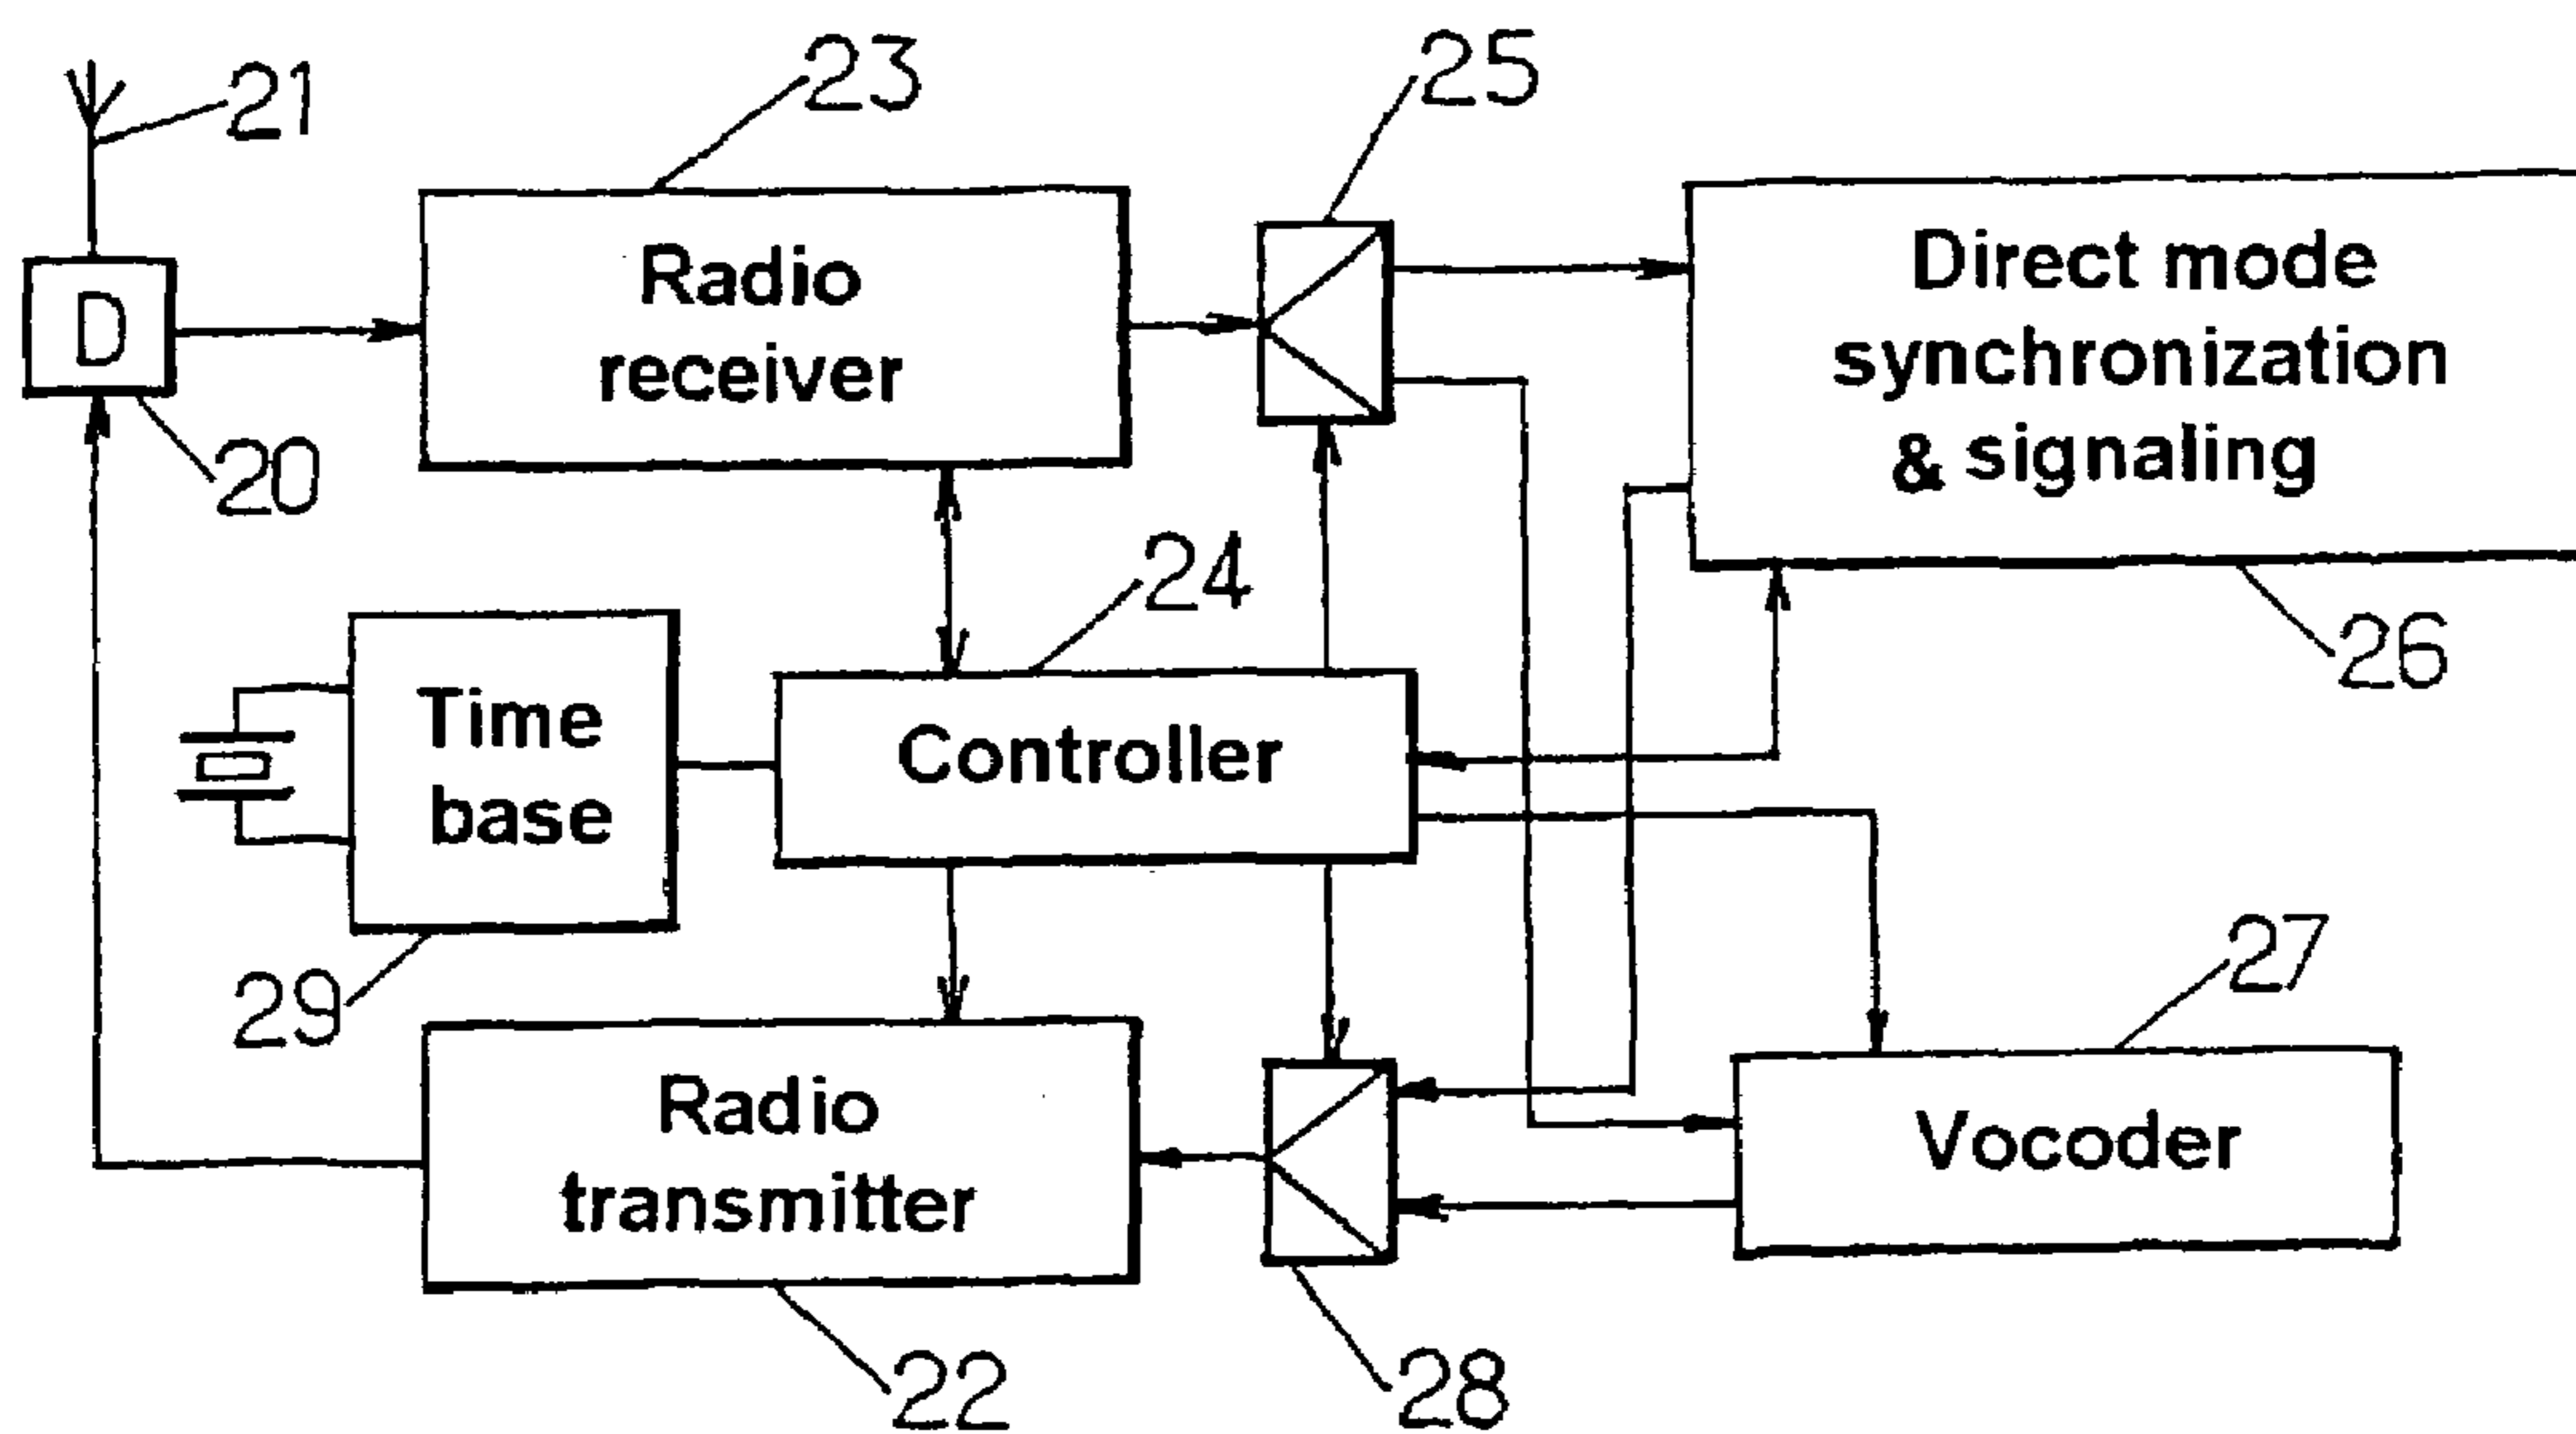 21
23
25
D
Radio
receiver
Direct mode
synchronization
& signaling
20
24
26
Time
base
Controller
29
27
Radio
transmitter
Vocoder
22
28